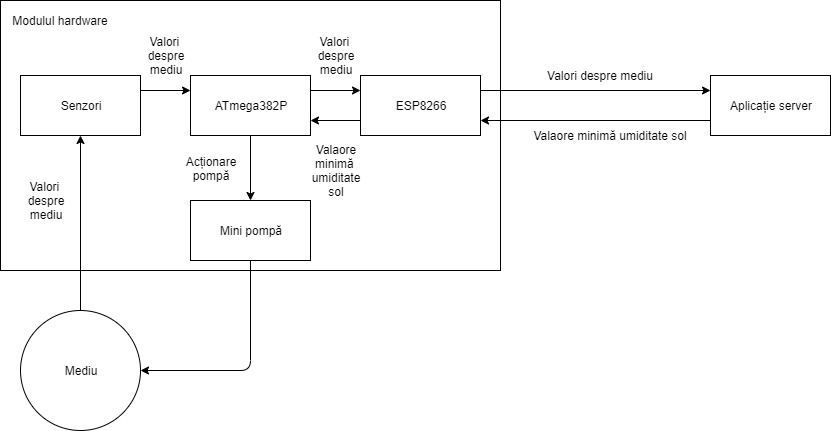 Modulul hardware
Valori
despre
mediu
Valori
despre
mediu
Valori despre mediu
Senzori
ATmega382P
ESP8266
Aplicație server
Valaore
minimă
umiditate
sol
Valaore minimă umiditate sol
Acționare
pompă
Valori
despre
mediu
Mini pompă
Mediu